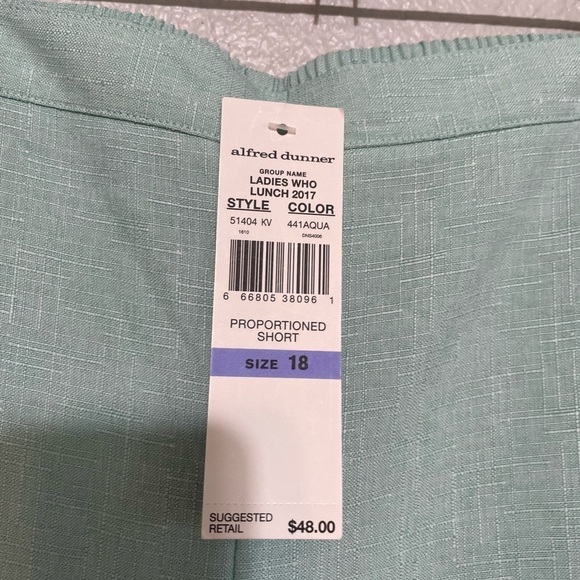 alfred dunner
GROUP NAME
LADIES WHO
LUNCH 2017
STYLE COLOR
51404 KV 441AQUA
1810 DNS4006
6 66805 38096 1
PROPORTIONED
SHORT
SIZE 18
SUGGESTED
RETAIL $48.00